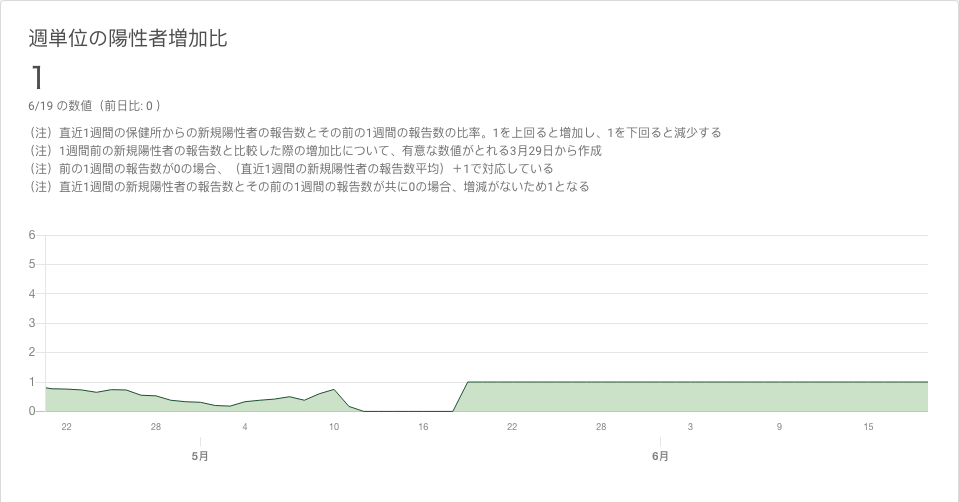 週単位の陽性者増加比
1
6/19 の数値（前日比: 0 ）
（注）直近1週間の保健所からの新規陽性者の報告数とその前の1週間の報告数の比率。1を上回ると増加し、1を下回ると減少する
（注）1週間前の新規陽性者の報告数と比較した際の増加比について、有意な数値がとれる3月29日から作成
（注）前の1週間の報告数が0の場合、（直近1週間の新規陽性者の報告数平均）＋1で対応している
（注）直近1週間の新規陽性者の報告数とその前の1週間の報告数が共に0の場合、増減がないため1となる
6
5
4
3
2
1
0
22 28 4 10 16 22 28 3 9 15
5月 6月